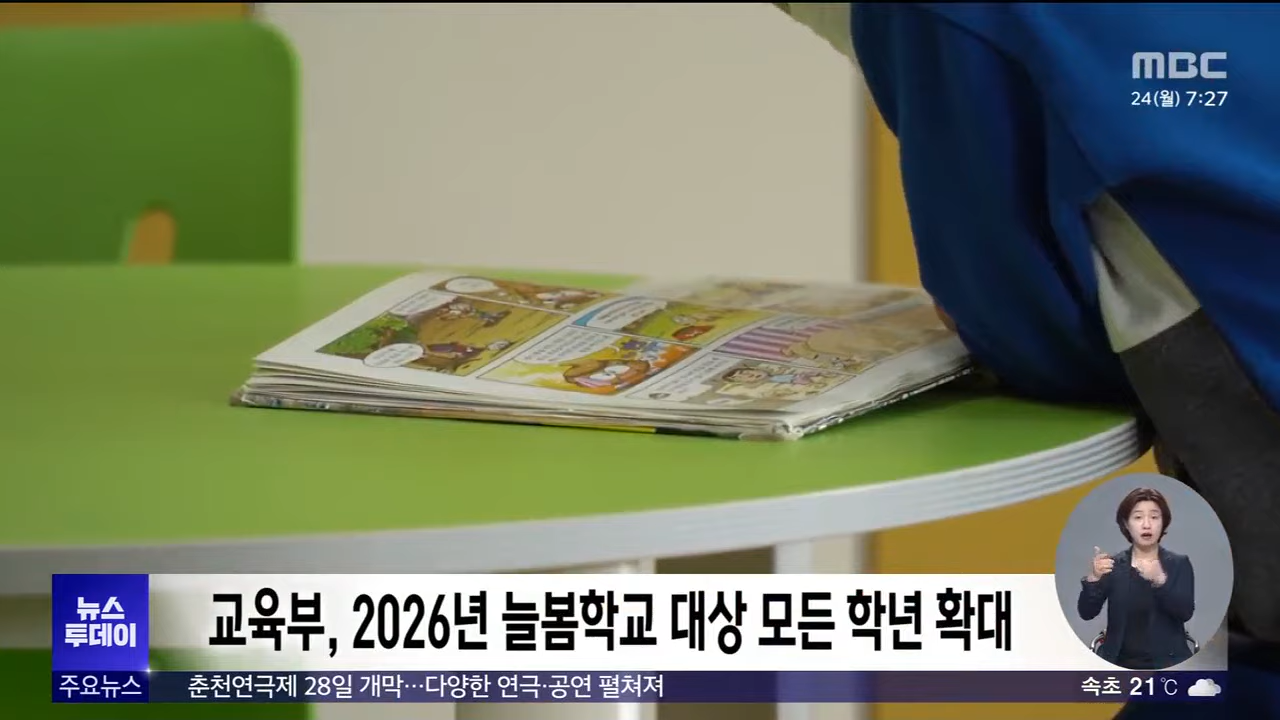 MBC
24(월) 7:27
뉴스
투데이
교육부, 2026년 늘봄학교 대상 모든 학년 확대
주요뉴스
춘천연극제 28일 개막…다양한 연극·공연 펼쳐져
속초 21℃